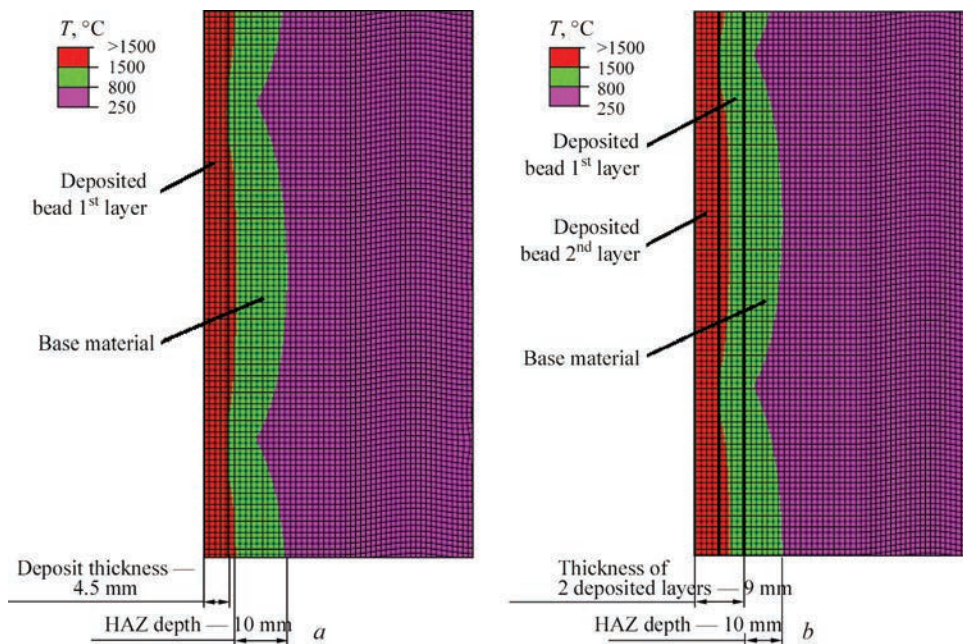 T, °C
>1500
1500
800
250
Deposited
bead 1st layer
Base material
Deposit thickness —
4.5 mm
HAZ depth — 10 mm
a
T, °C
>1500
1500
800
250
Deposited
bead 1st layer
Deposited
bead 2nd layer
Base material
Thickness of
2 deposited layers — 9 mm
HAZ depth — 10 mm
b